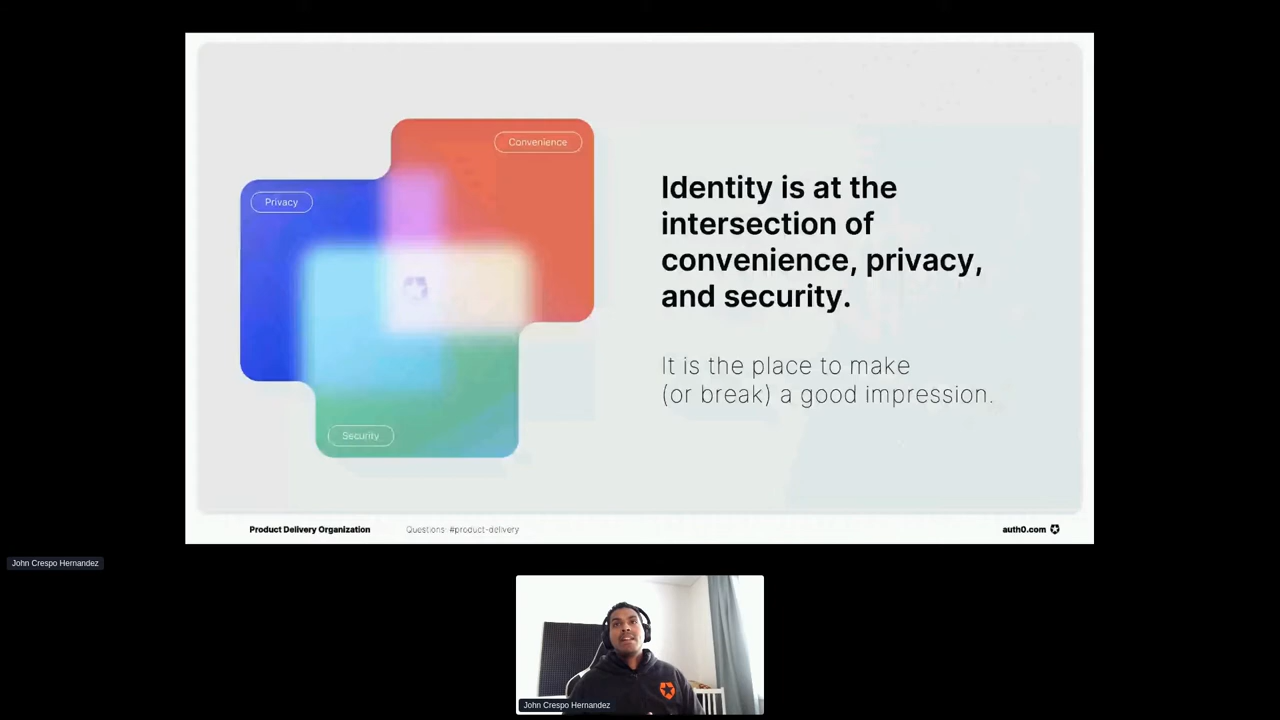 Convenience
Privacy
Security
Identity is at the
intersection of
convenience, privacy,
and security.
It is the place to make
(or break) a good impression.
Product Delivery Organization
Questions: #product-delivery
auth0.com
John Crespo Hernandez
John Crespo Hernandez